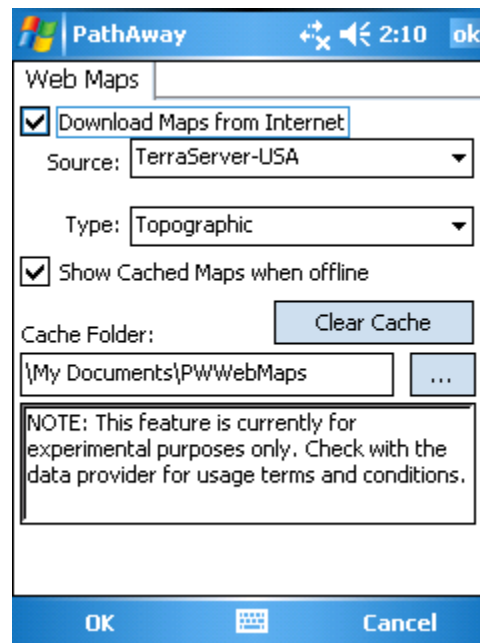 PathAway 2:10 ok
Web Maps
Download Maps from Internet
Source: TerraServer-USA
Type: Topographic
Show Cached Maps when offline
Clear Cache
Cache Folder:
\My Documents\PWWebMaps ...
NOTE: This feature is currently for
experimental purposes only. Check with the
data provider for usage terms and conditions.
OK Cancel